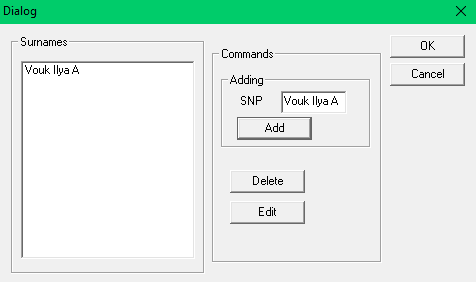 Dialog
Surnames
Vouk Ilya A
Commands
Adding
SNP Vouk Ilya A
Add
Delete
Edit
OK
Cancel